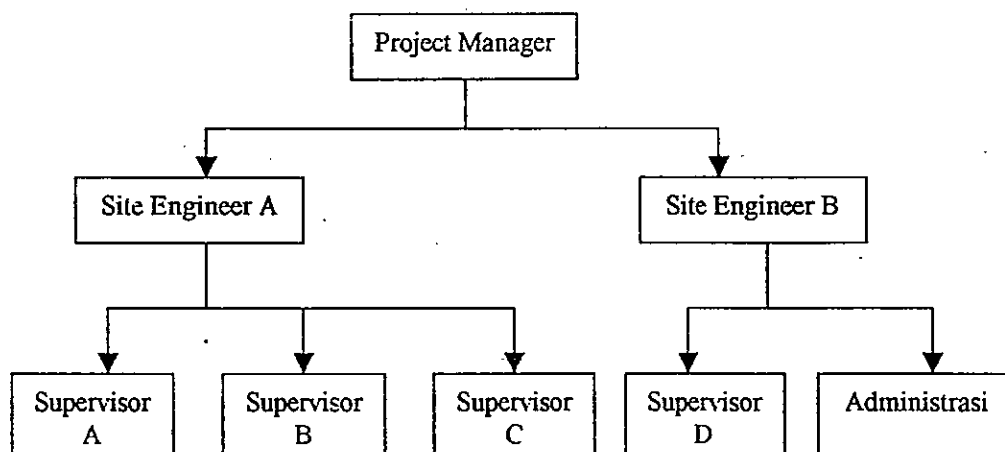 Project Manager
Site Engineer A
Site Engineer B
Supervisor
A
Supervisor
B
Supervisor
C
Supervisor
D
Administrasi